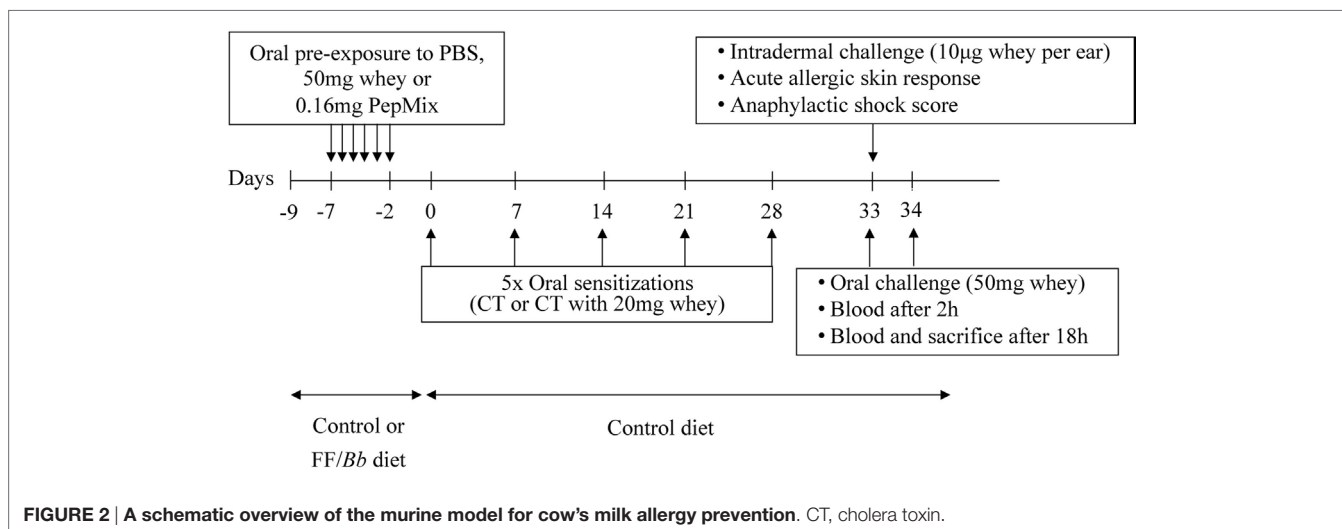 Oral pre-exposure to PBS,
50mg whey or
0.16mg PepMix
• Intradermal challenge (10µg whey per ear)
• Acute allergic skin response
• Anaphylactic shock score
Days
-9 -7 -2 0 7 14 21 28 33 34
5x Oral sensitizations
(CT or CT with 20mg whey)
• Oral challenge (50mg whey)
• Blood after 2h
• Blood and sacrifice after 18h
Control or
FF/Bb diet
Control diet
FIGURE 2 | A schematic overview of the murine model for cow's milk allergy prevention. CT, cholera toxin.